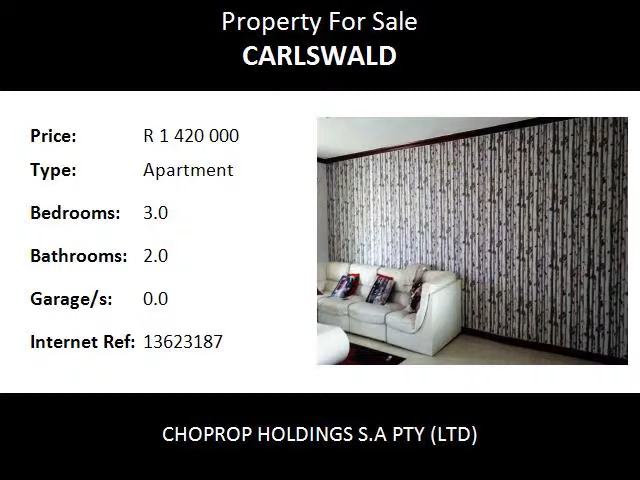 Property For Sale
CARLSWALD
Price: R 1 420 000
Type: Apartment
Bedrooms: 3.0
Bathrooms: 2.0
Garage/s: 0.0
Internet Ref: 13623187
CHOPROP HOLDINGS S.A PTY (LTD)